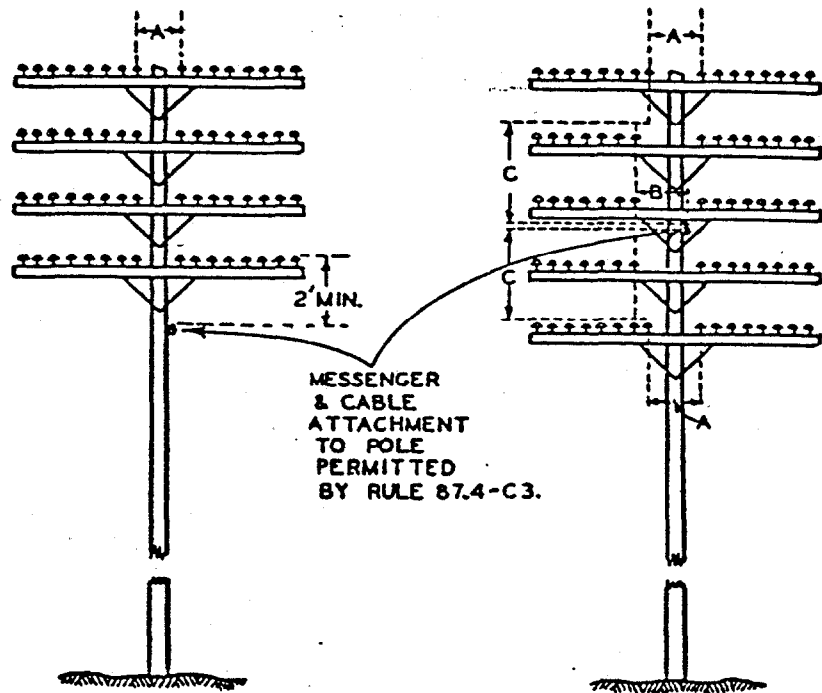 A
A
C
B
2' MIN.
C
MESSENGER
& CABLE
ATTACHMENT
TO POLE
PERMITTED
BY RULE 87.4-C3.
A